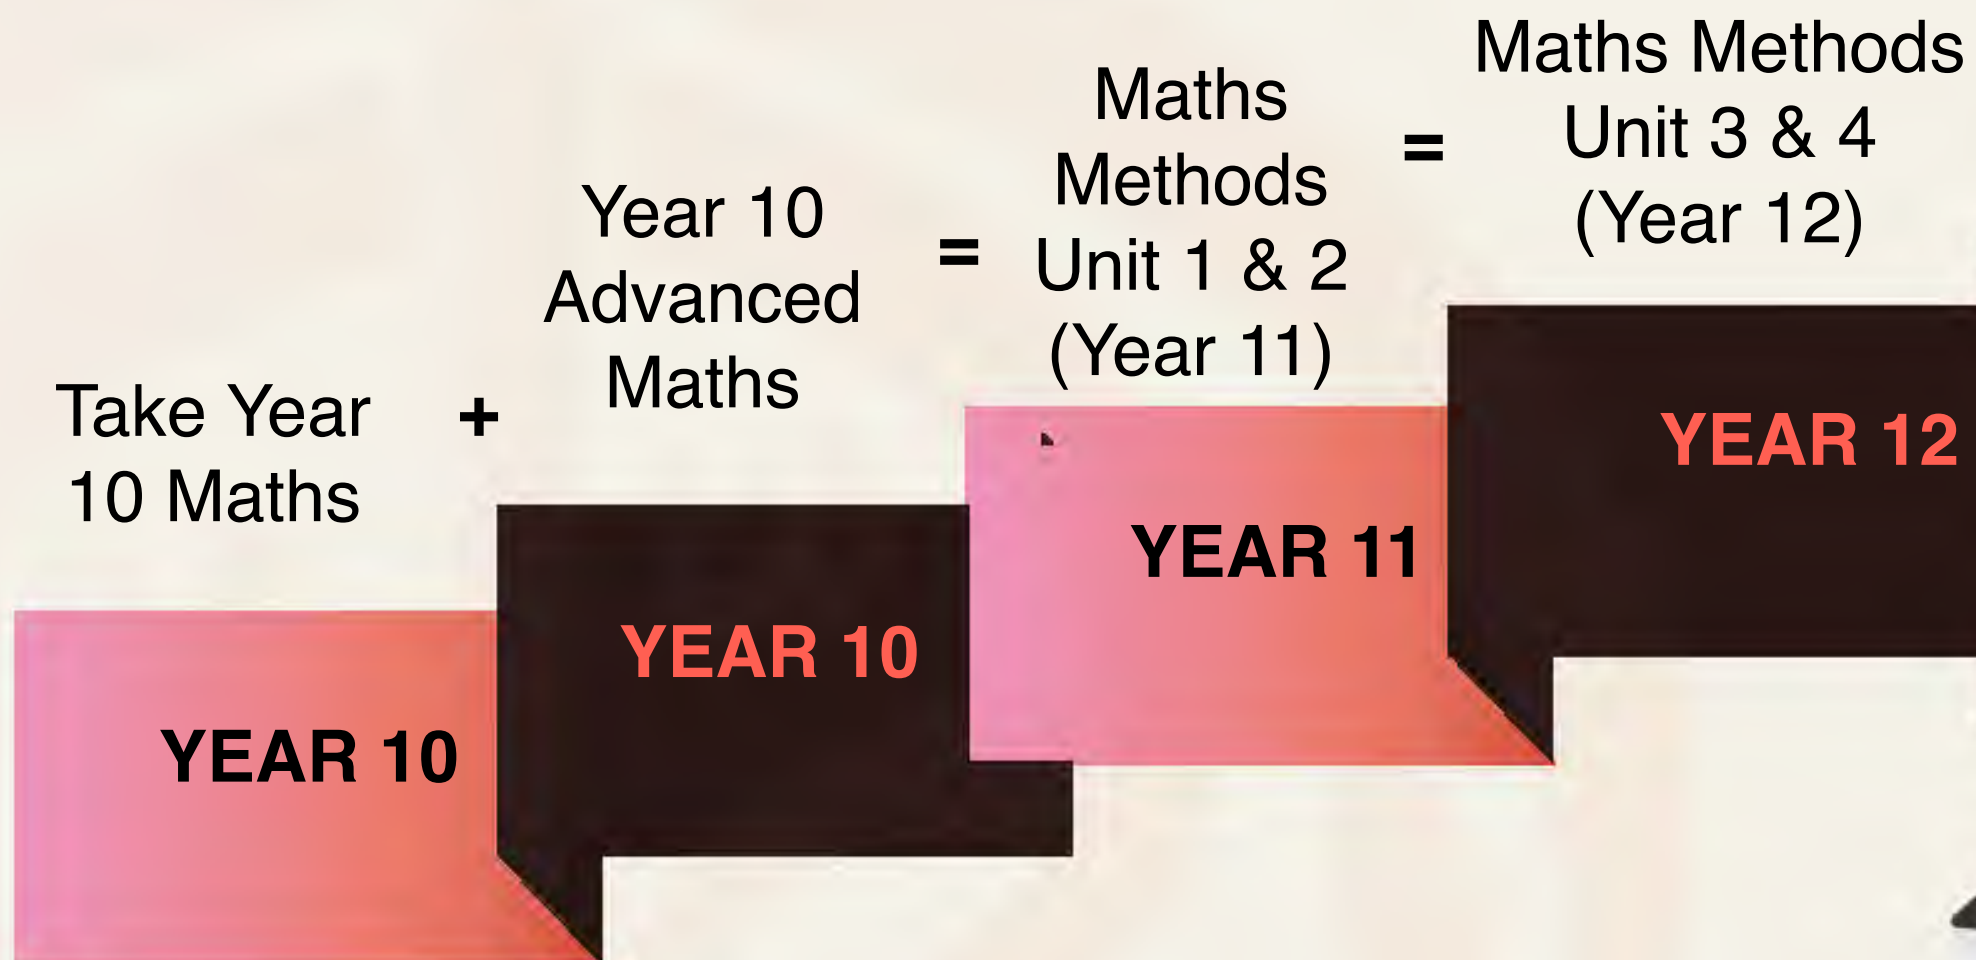 Take Year
10 Maths
+
Year 10
Advanced
Maths
=
Maths
Methods
Unit 1 & 2
(Year 11)
=
Maths Methods
Unit 3 & 4
(Year 12)
YEAR 10
YEAR 10
YEAR 11
YEAR 12